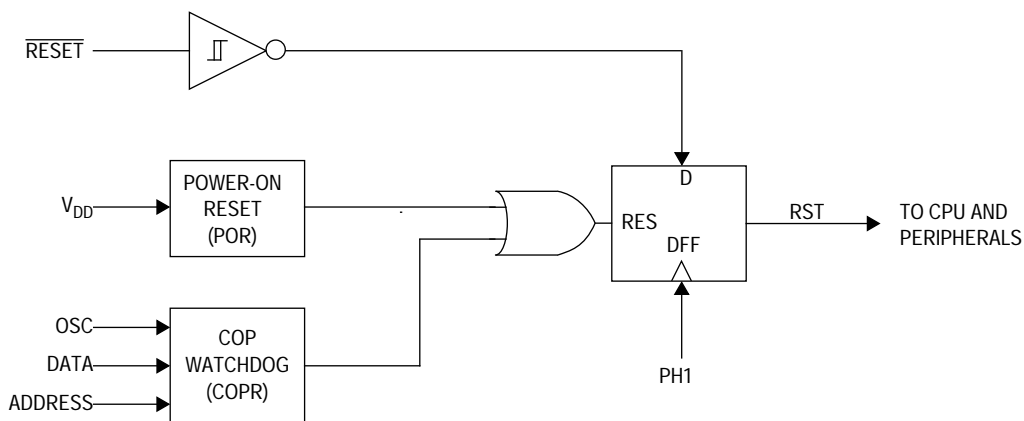 RESET
D
POWER-ON
RESET
(POR)
VDD
RES
DFF
RST
TO CPU AND
PERIPHERALS
OSC
DATA
ADDRESS
COP
WATCHDOG
(COPR)
PH1